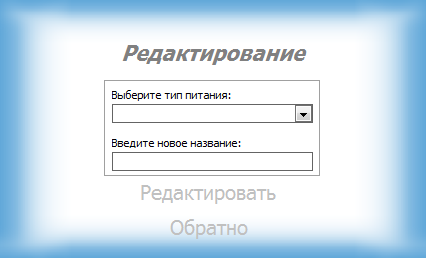 Редактирование
Выберите тип питания:
Введите новое название:
Редактировать
Обратно